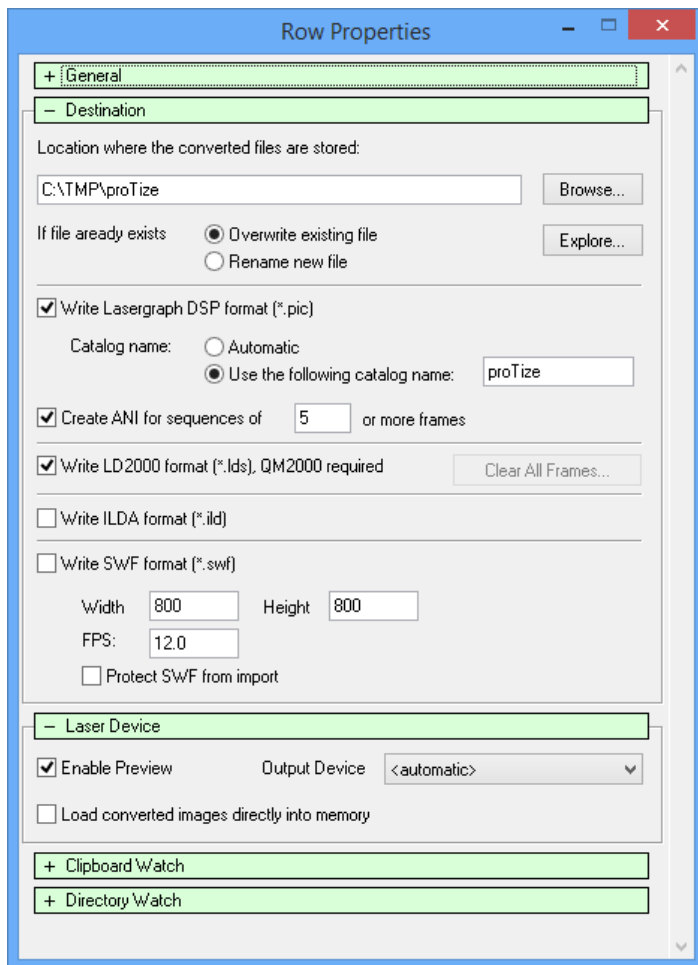 Row Properties
+ General
− Destination
Location where the converted files are stored:
C:\TMP\proTize
Browse...
If file aready exists
Overwrite existing file
Explore...
Rename new file
Write Lasergraph DSP format (*.pic)
Catalog name:
Automatic
Use the following catalog name:
proTize
Create ANI for sequences of 5 or more frames
Write LD2000 format (*.lds), QM2000 required
Clear All Frames...
Write ILDA format (*.ild)
Write SWF format (*.swf)
Width 800 Height 800
FPS: 12.0
Protect SWF from import
− Laser Device
Enable Preview Output Device <automatic>
Load converted images directly into memory
+ Clipboard Watch
+ Directory Watch